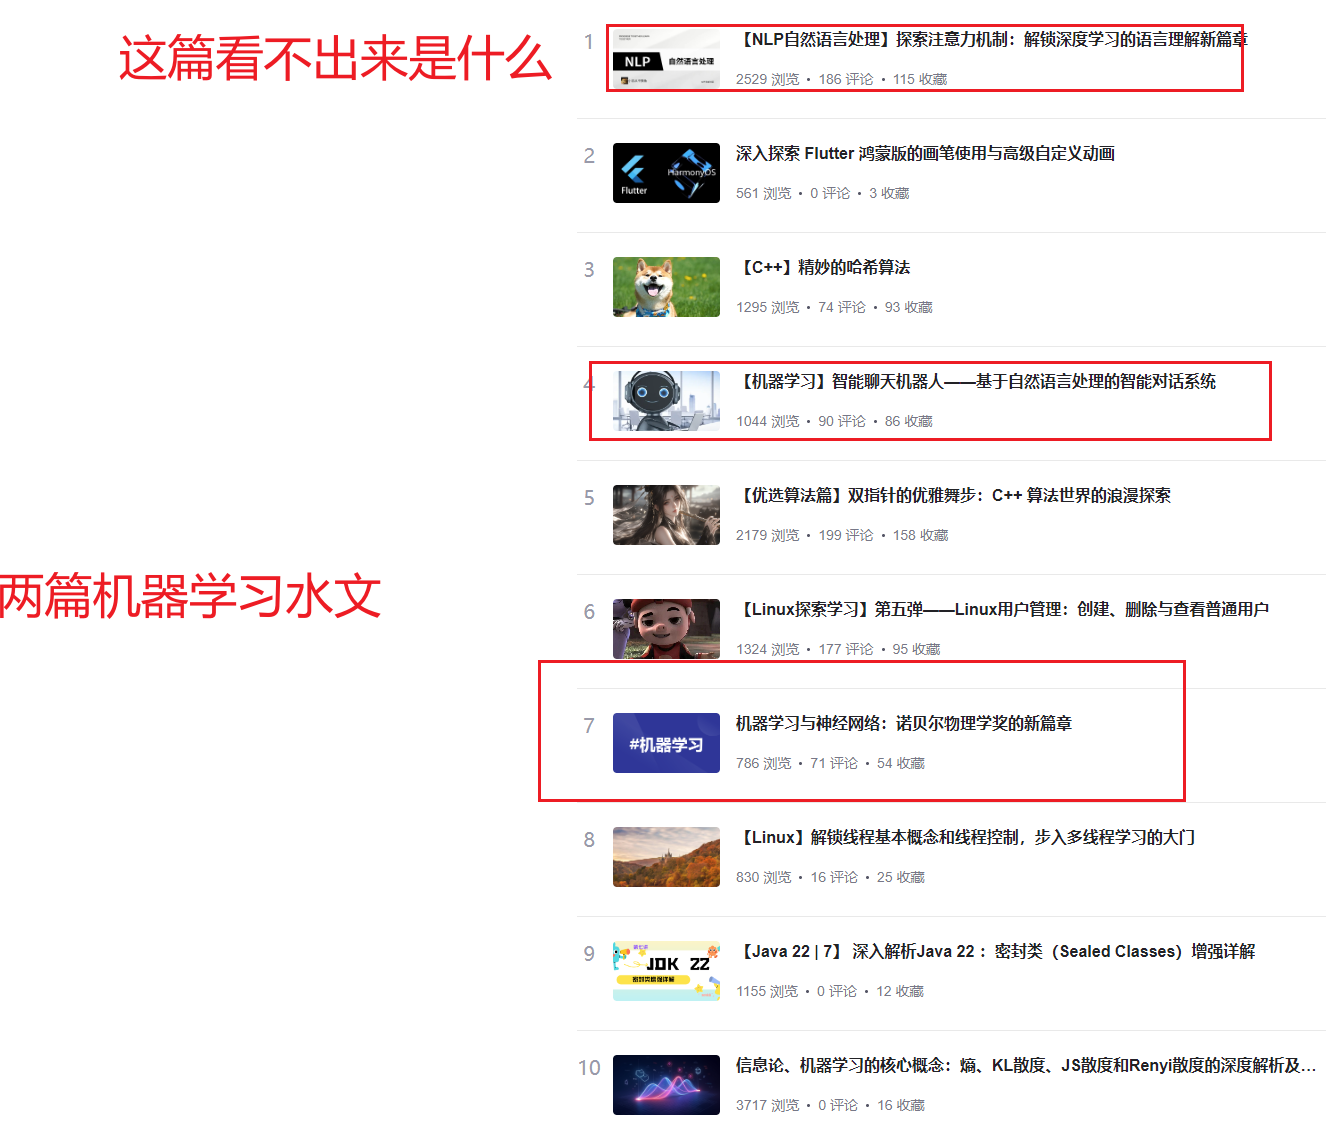 这篇看不出来是什么
1
NLP
自然语言处理
【NLP自然语言处理】探索注意力机制：解锁深度学习的语言理解新篇章
2529 浏览 • 186 评论 • 115 收藏
2
Flutter
HarmonyOS
深入探索 Flutter 鸿蒙版的画笔使用与高级自定义动画
561 浏览 • 0 评论 • 3 收藏
3
【C++】精妙的哈希算法
1295 浏览 • 74 评论 • 93 收藏
4
【机器学习】智能聊天机器人——基于自然语言处理的智能对话系统
1044 浏览 • 90 评论 • 86 收藏
5
【优选算法篇】双指针的优雅舞步：C++ 算法世界的浪漫探索
2179 浏览 • 199 评论 • 158 收藏
两篇机器学习水文
6
【Linux探索学习】第五弹——Linux用户管理：创建、删除与查看普通用户
1324 浏览 • 177 评论 • 95 收藏
7
#机器学习
机器学习与神经网络：诺贝尔物理学奖的新篇章
786 浏览 • 71 评论 • 54 收藏
8
【Linux】解锁线程基本概念和线程控制，步入多线程学习的大门
830 浏览 • 16 评论 • 25 收藏
9
JDK 22
密封类增强详解
【Java 22 | 7】 深入解析Java 22 ：密封类（Sealed Classes）增强详解
1155 浏览 • 0 评论 • 12 收藏
10
信息论、机器学习的核心概念：熵、KL散度、JS散度和Renyi散度的深度解析及...
3717 浏览 • 0 评论 • 16 收藏